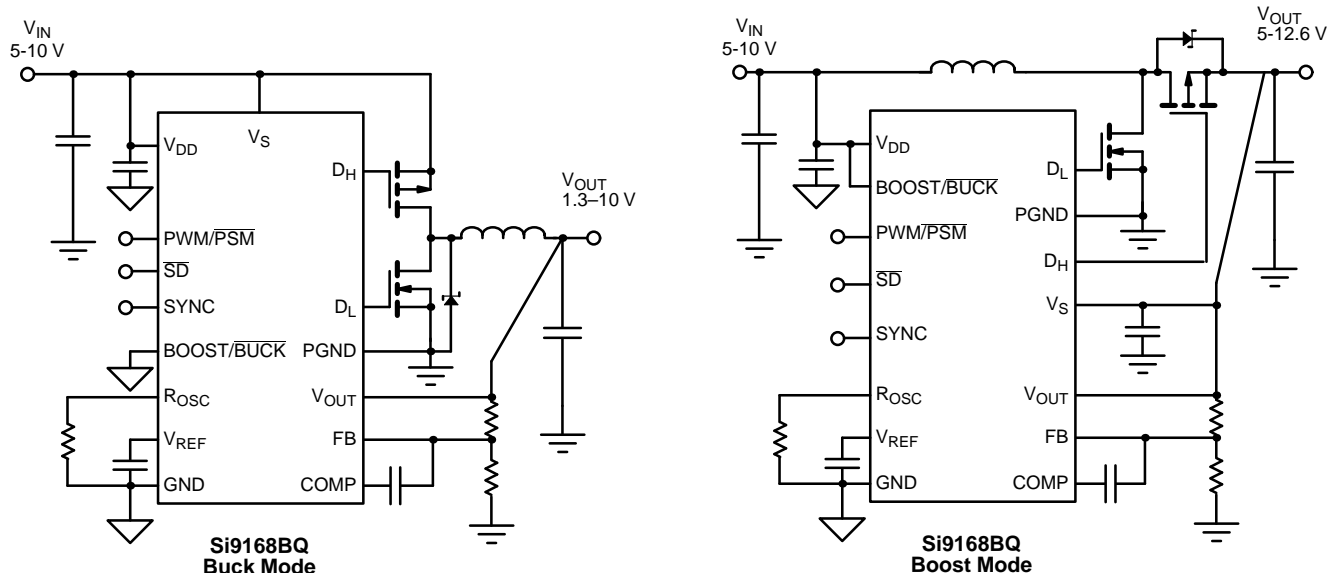 VIN
5-10 V
VS
VDD
DH
VOUT
1.3–10 V
PWM/PSM
SD
SYNC
DL
BOOST/BUCK
PGND
ROSC
VOUT
VREF
FB
GND
COMP
Si9168BQ
Buck Mode
VIN
5-10 V
VOUT
5-12.6 V
VDD
DL
BOOST/BUCK
PGND
PWM/PSM
DH
SD
VS
SYNC
ROSC
VOUT
VREF
FB
GND
COMP
Si9168BQ
Boost Mode